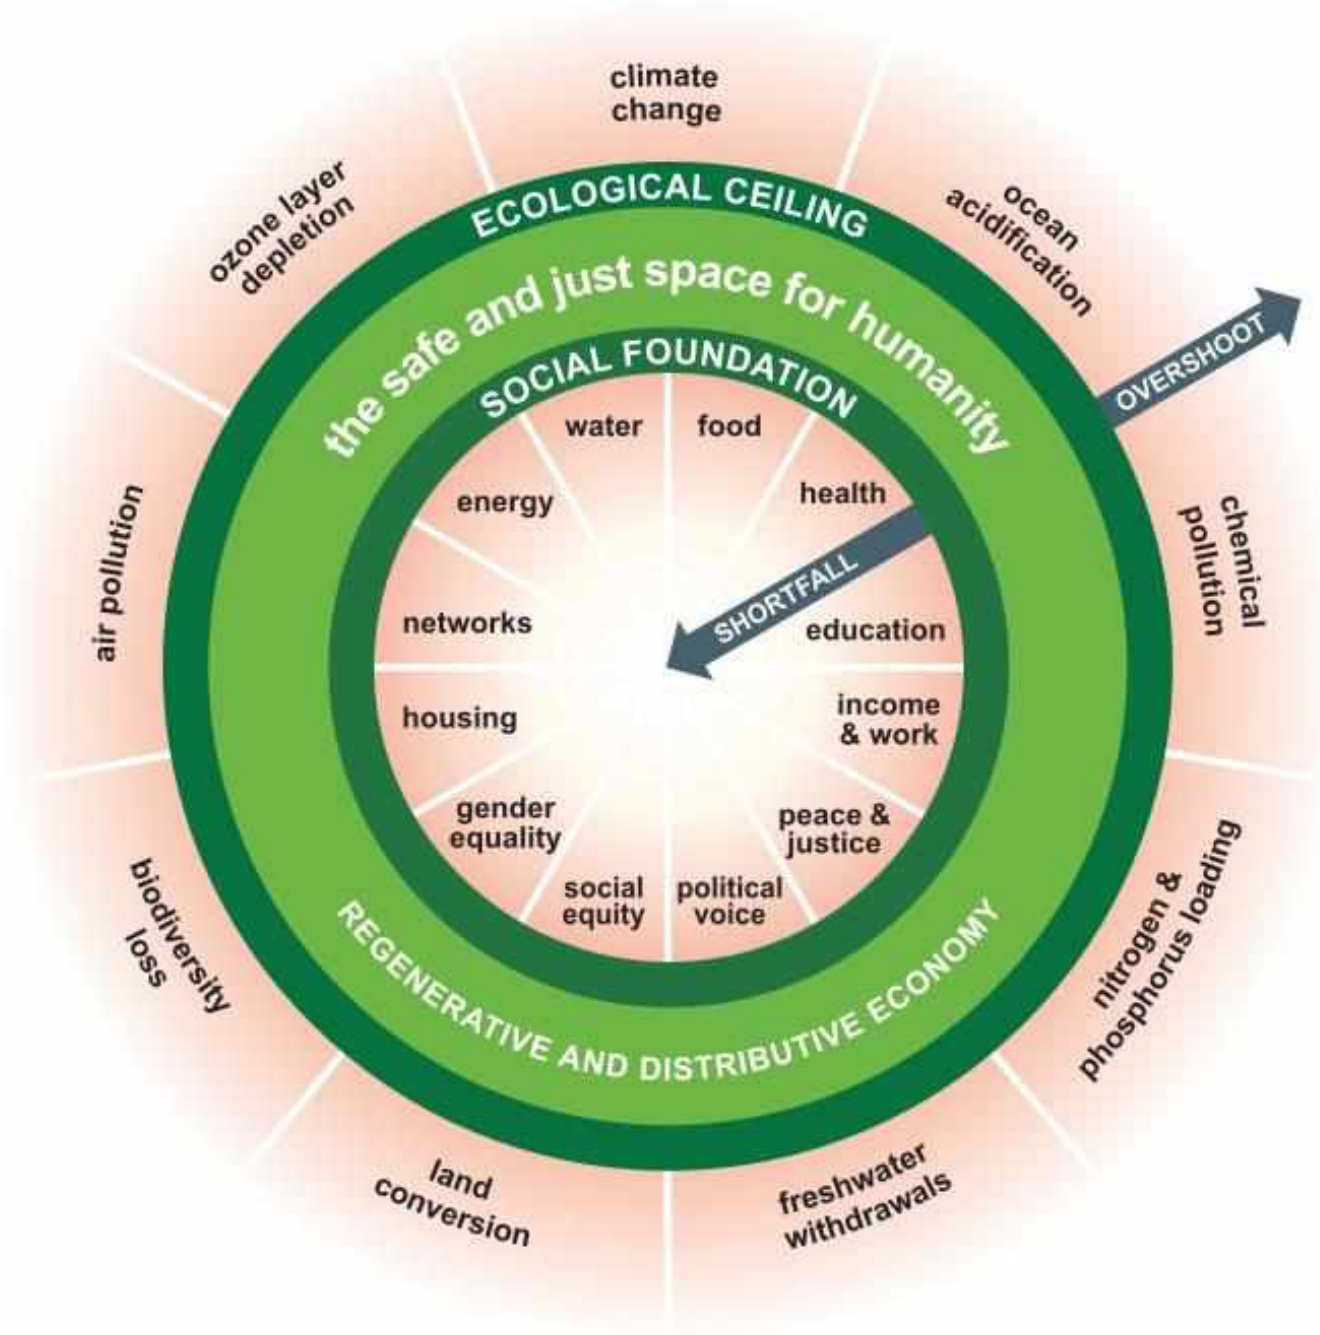 climate
change
ocean
acidification
OVERSHOOT
chemical
pollution
nitrogen &
phosphorus loading
freshwater
withdrawals
land
conversion
biodiversity
loss
air pollution
ozone layer
depletion
ECOLOGICAL CEILING
the safe and just space for humanity
SOCIAL FOUNDATION
water
food
health
SHORTFALL
education
income
& work
peace &
justice
political
voice
social
equity
gender
equality
housing
networks
energy
REGENERATIVE AND DISTRIBUTIVE ECONOMY